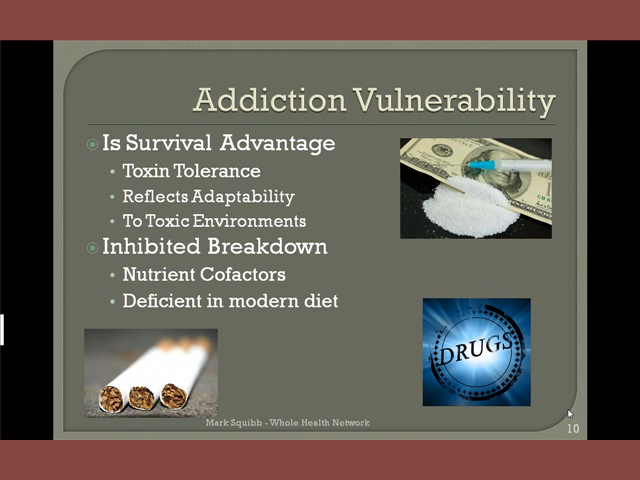 Addiction Vulnerability
Is Survival Advantage
Toxin Tolerance
Reflects Adaptability
To Toxic Environments
Inhibited Breakdown
Nutrient Cofactors
Deficient in modern diet
DRUGS
Mark Squibb - Whole Health Network
10